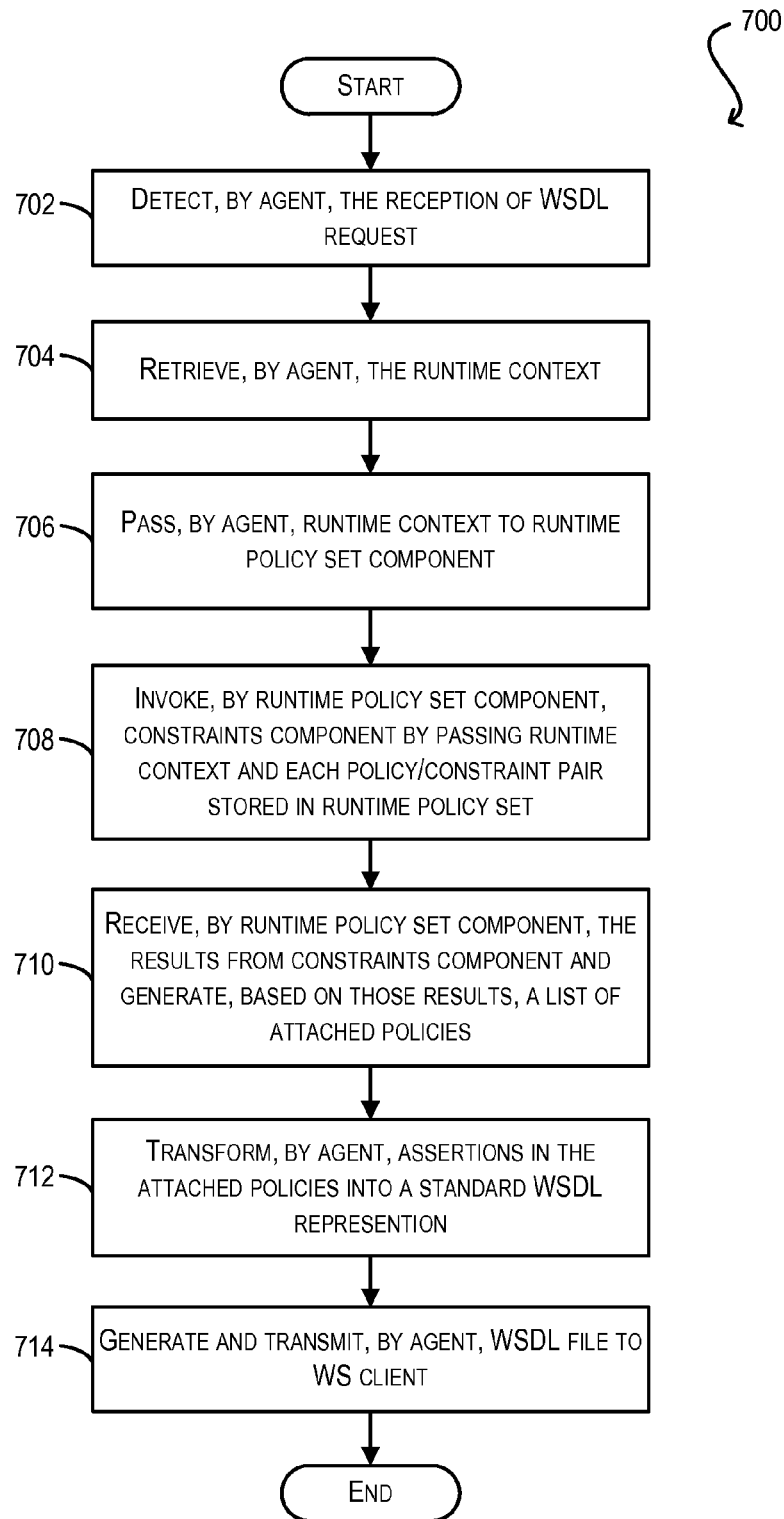 700
START
702
DETECT, BY AGENT, THE RECEPTION OF WSDL
REQUEST
704
RETRIEVE, BY AGENT, THE RUNTIME CONTEXT
706
PASS, BY AGENT, RUNTIME CONTEXT TO RUNTIME
POLICY SET COMPONENT
708
INVOKE, BY RUNTIME POLICY SET COMPONENT,
CONSTRAINTS COMPONENT BY PASSING RUNTIME
CONTEXT AND EACH POLICY/CONSTRAINT PAIR
STORED IN RUNTIME POLICY SET
710
RECEIVE, BY RUNTIME POLICY SET COMPONENT, THE
RESULTS FROM CONSTRAINTS COMPONENT AND
GENERATE, BASED ON THOSE RESULTS, A LIST OF
ATTACHED POLICIES
712
TRANSFORM, BY AGENT, ASSERTIONS IN THE
ATTACHED POLICIES INTO A STANDARD WSDL
REPRESENTION
714
GENERATE AND TRANSMIT, BY AGENT, WSDL FILE TO
WS CLIENT
END